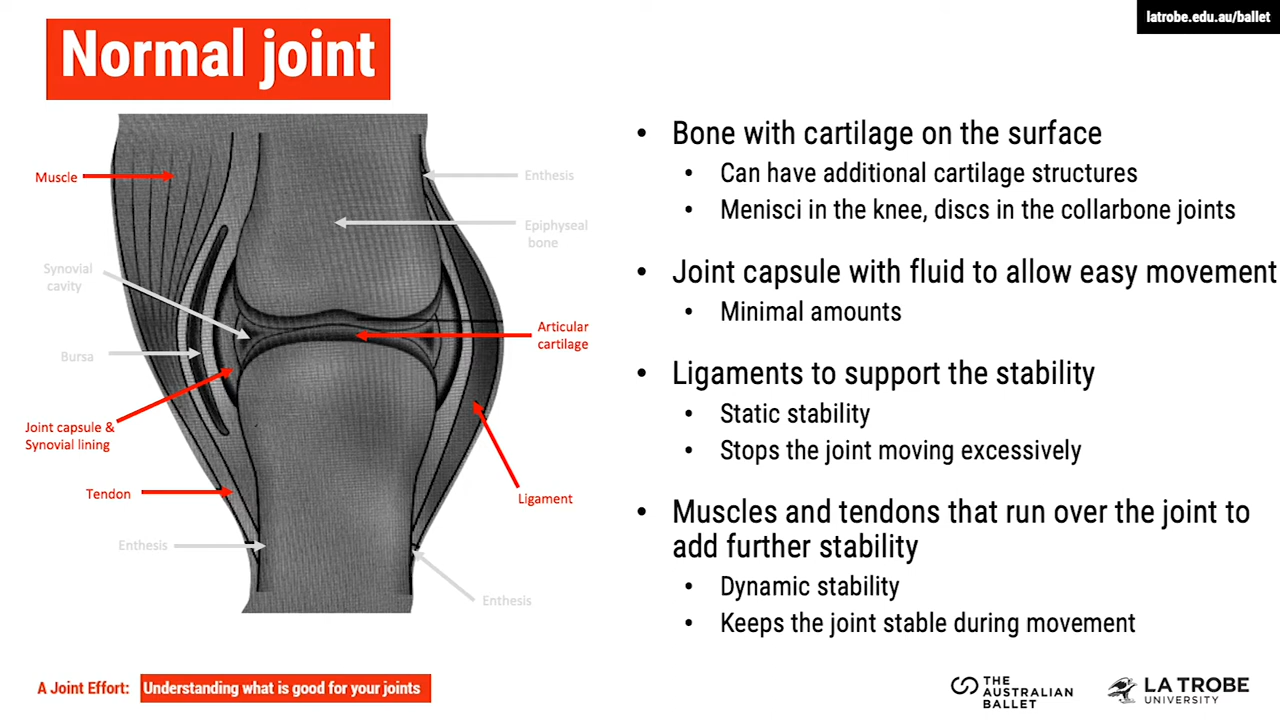 latrobe.edu.au/ballet
Normal joint
Muscle
Enthesis
Epiphyseal
bone
Synovial
cavity
Articular
cartilage
Bursa
Joint capsule &
Synovial lining
Tendon
Ligament
Enthesis
Enthesis
• Bone with cartilage on the surface
• Can have additional cartilage structures
• Menisci in the knee, discs in the collarbone joints
• Joint capsule with fluid to allow easy movement
• Minimal amounts
• Ligaments to support the stability
• Static stability
• Stops the joint moving excessively
• Muscles and tendons that run over the joint to
add further stability
• Dynamic stability
• Keeps the joint stable during movement
A Joint Effort: Understanding what is good for your joints
THE
AUSTRALIAN
BALLET
LA TROBE
UNIVERSITY